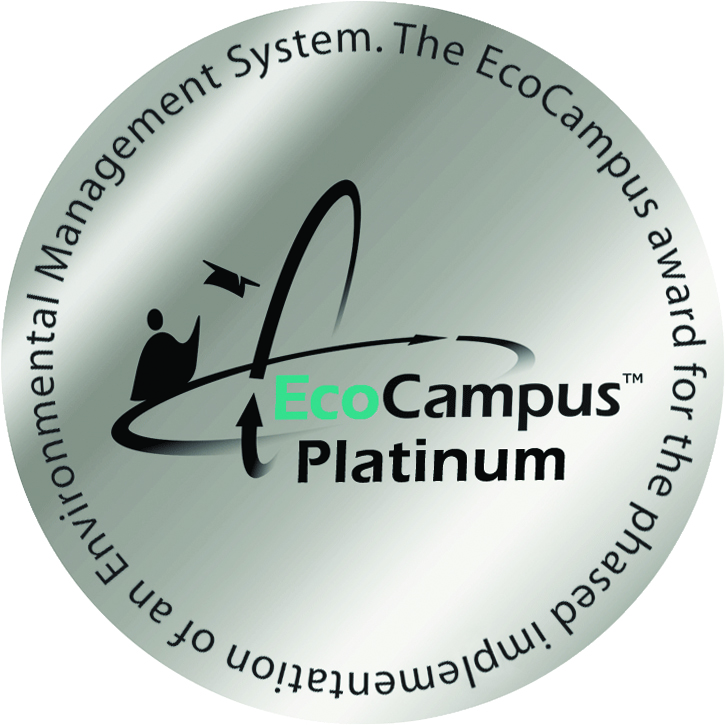 The EcoCampus award for the phased implementation of an Environmental Management System.
EcoCampus™
Platinum